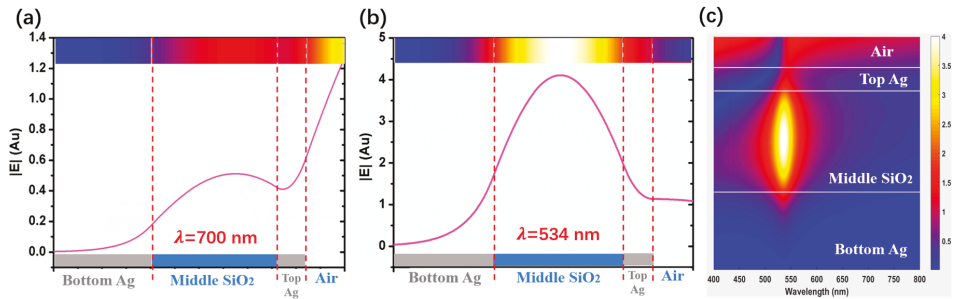 (a)
1.4
1.2
1.0
0.8
0.6
0.4
0.2
0.0
|E| (Au)
λ=700 nm
Bottom Ag
Middle SiO₂
Top
Ag
Air
(b)
5
4
3
2
1
0
|E| (Au)
λ=534 nm
Bottom Ag
Middle SiO₂
Top
Ag
Air
(c)
Air
Top Ag
Middle SiO₂
Bottom Ag
400 450 500 550 600 650 700 750 800
Wavelength (nm)
4
3.5
3
2.5
2
1.5
1
0.5